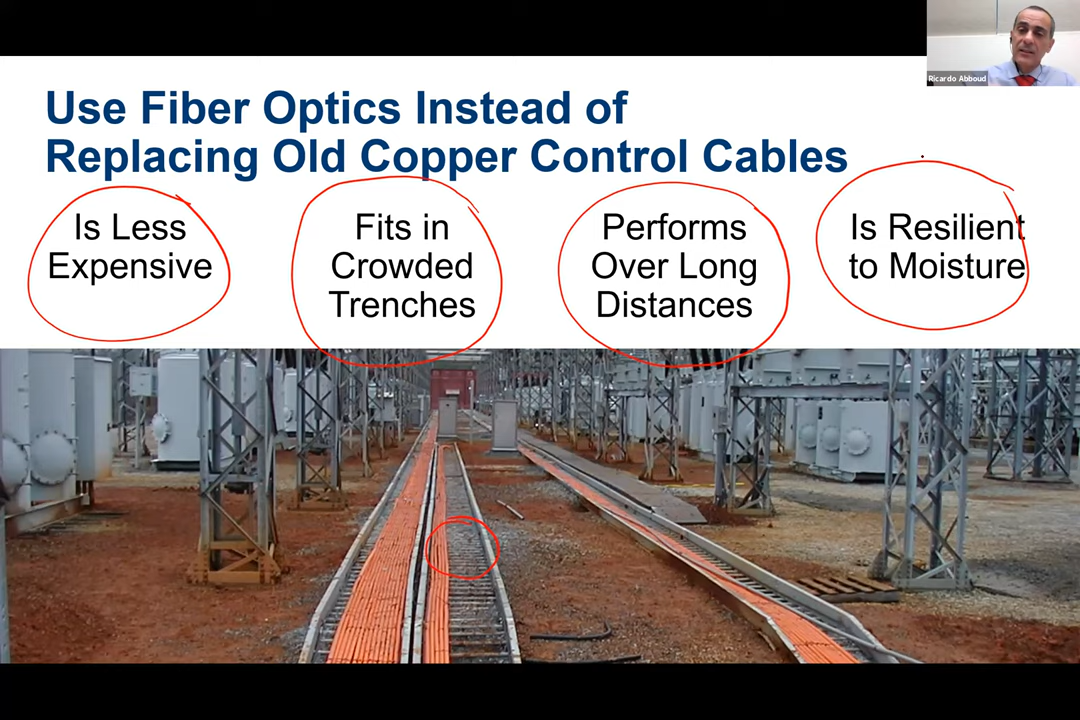 Ricardo Abboud
Use Fiber Optics Instead of
Replacing Old Copper Control Cables
Is Less
Expensive
Fits in
Crowded
Trenches
Performs
Over Long
Distances
Is Resilient
to Moisture